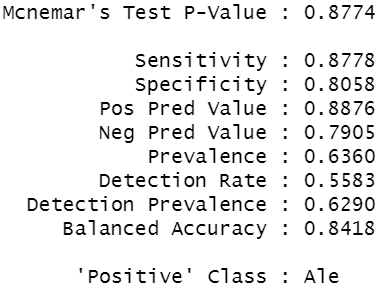 Mcnemar's Test P-Value : 0.8774
Sensitivity : 0.8778
Specificity : 0.8058
Pos Pred Value : 0.8876
Neg Pred Value : 0.7905
Prevalence : 0.6360
Detection Rate : 0.5583
Detection Prevalence : 0.6290
Balanced Accuracy : 0.8418
'Positive' Class : Ale